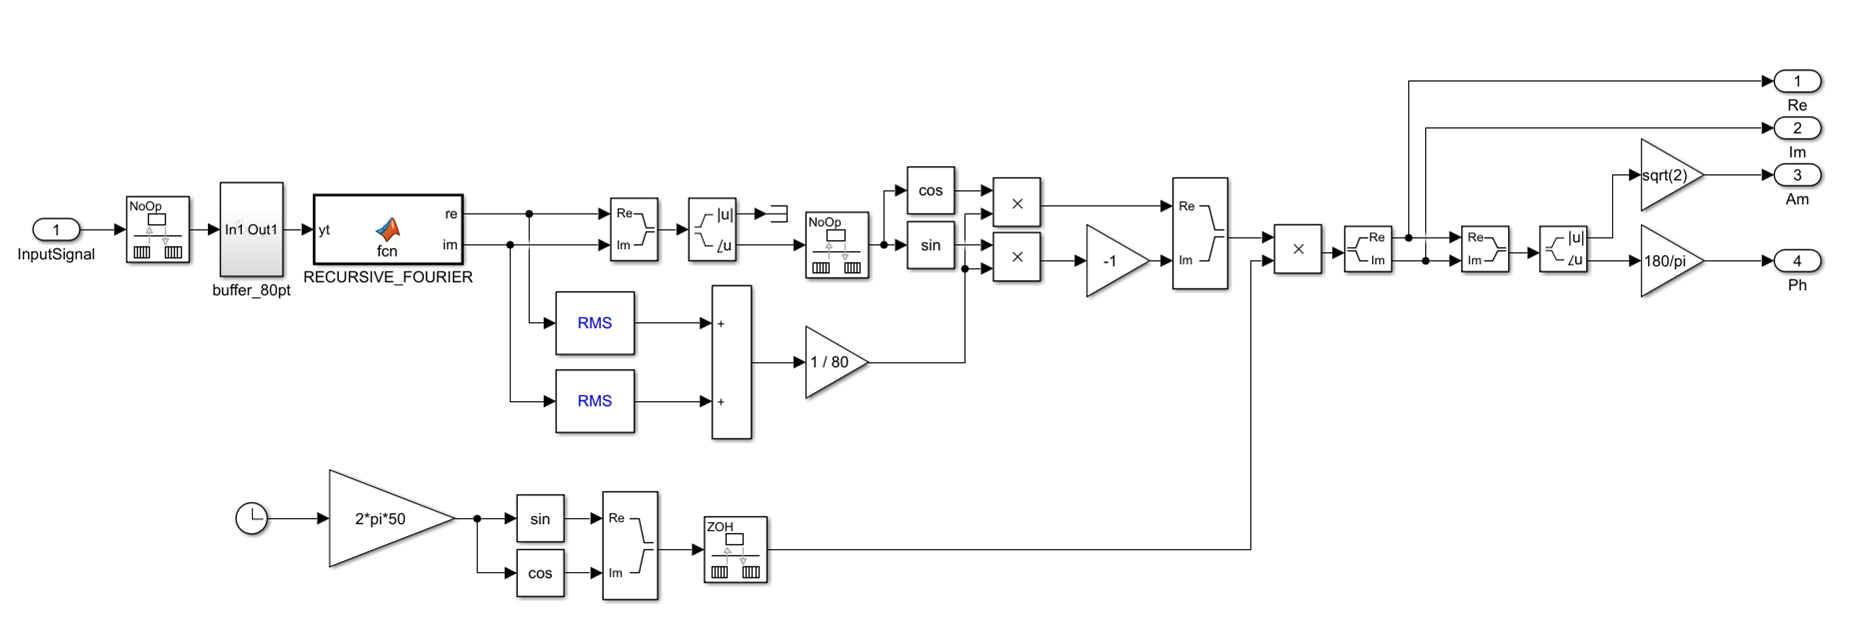 1
InputSignal
NoOp
In1 Out1
buffer_80pt
yt
re
im
fcn
RECURSIVE_FOURIER
Re
Im
|u|
∠u
NoOp
cos
sin
×
×
-1
Re
Im
×
Re
Im
Re
Im
|u|
∠u
sqrt(2)
180/pi
1
Re
2
Im
3
Am
4
Ph
RMS
RMS
+
+
1 / 80
2*pi*50
sin
cos
Re
Im
ZOH